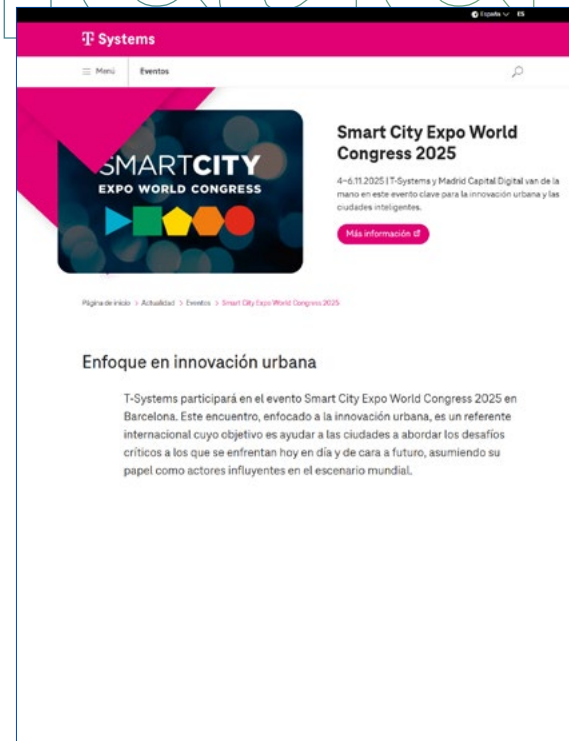 España ES
T Systems
Menú Eventos
SMARTCITY
EXPO WORLD CONGRESS
Smart City Expo World
Congress 2025
4-6.11.2025 | T-Systems y Madrid Capital Digital van de la
mano en este evento clave para la innovación urbana y las
ciudades inteligentes.
Más información
Página de inicio > Actualidad > Eventos > Smart City Expo World Congress 2025
Enfoque en innovación urbana
T-Systems participará en el evento Smart City Expo World Congress 2025 en
Barcelona. Este encuentro, enfocado a la innovación urbana, es un referente
internacional cuyo objetivo es ayudar a las ciudades a abordar los desafíos
críticos a los que se enfrentan hoy en día y de cara a futuro, asumiendo su
papel como actores influyentes en el escenario mundial.